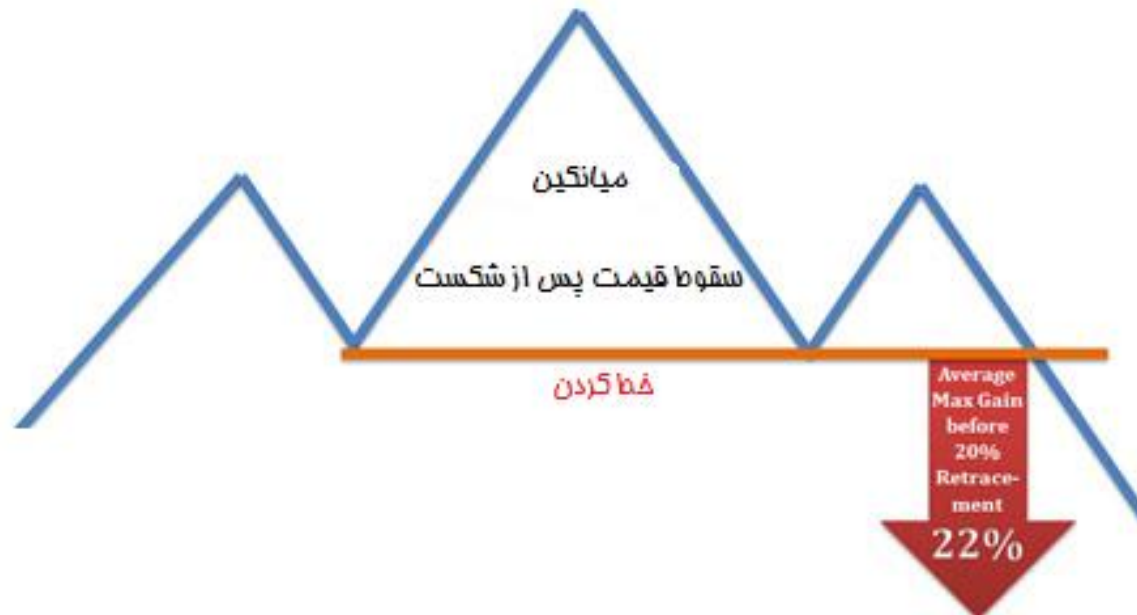 میانگین
سقوط قیمت پس از شکست
خط گردن
Average
Max Gain
before
20%
Retrace-
ment
22%